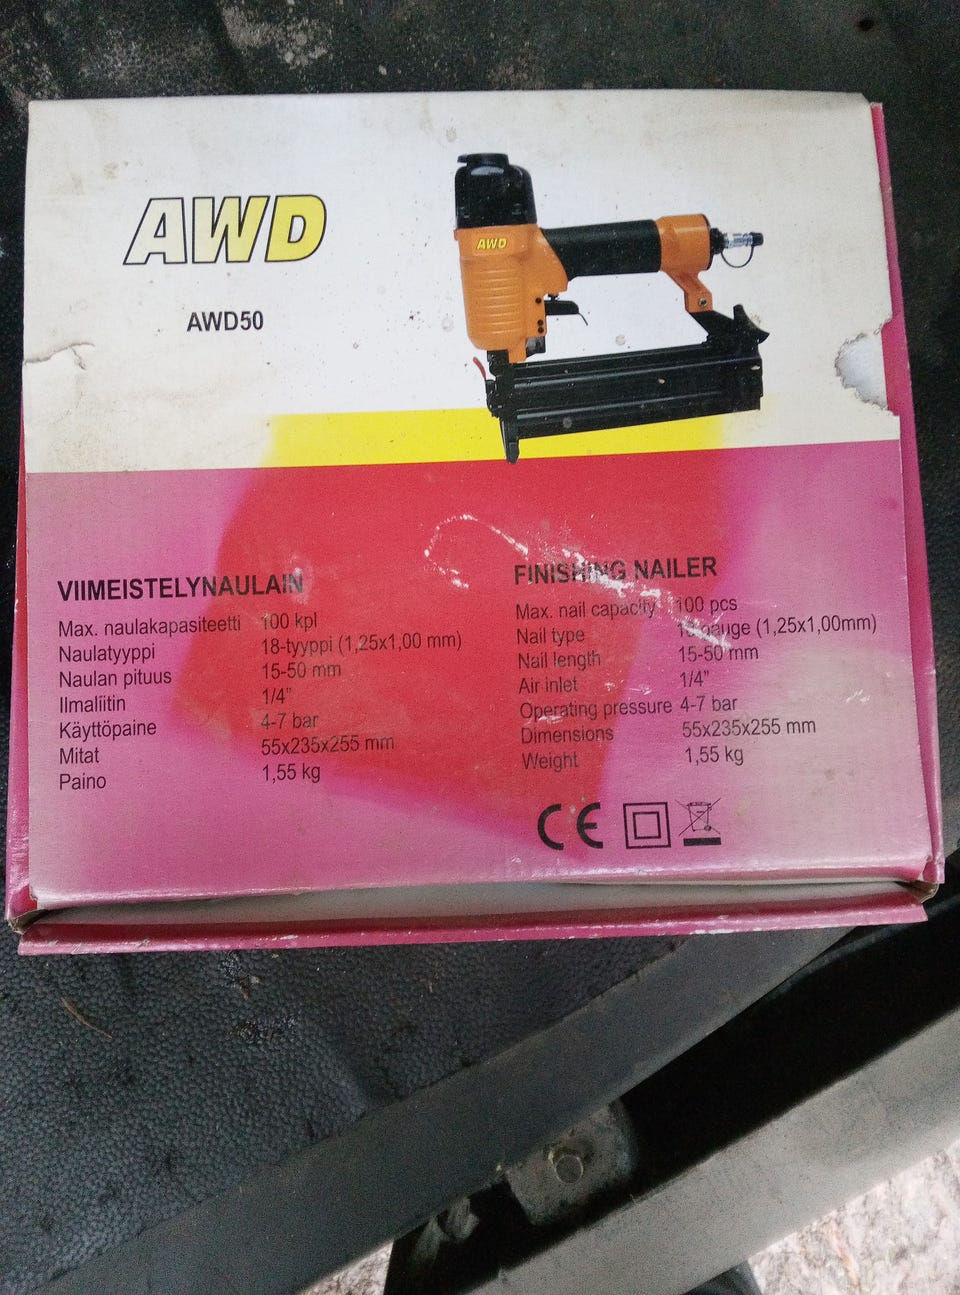 AWD
AWD50
AWD
VIIMEISTELYNAULAIN
Max. naulakapasiteetti 100 kpl
Naulatyyppi 18-tyyppi (1,25x1,00 mm)
Naulan pituus 15-50 mm
Ilmaliitin 1/4"
Käyttöpaine 4-7 bar
Mitat 55x235x255 mm
Paino 1,55 kg
FINISHING NAILER
Max. nail capacity 100 pcs
Nail type 18 gauge (1,25x1,00mm)
Nail length 15-50 mm
Air inlet 1/4"
Operating pressure 4-7 bar
Dimensions 55x235x255 mm
Weight 1,55 kg
CE